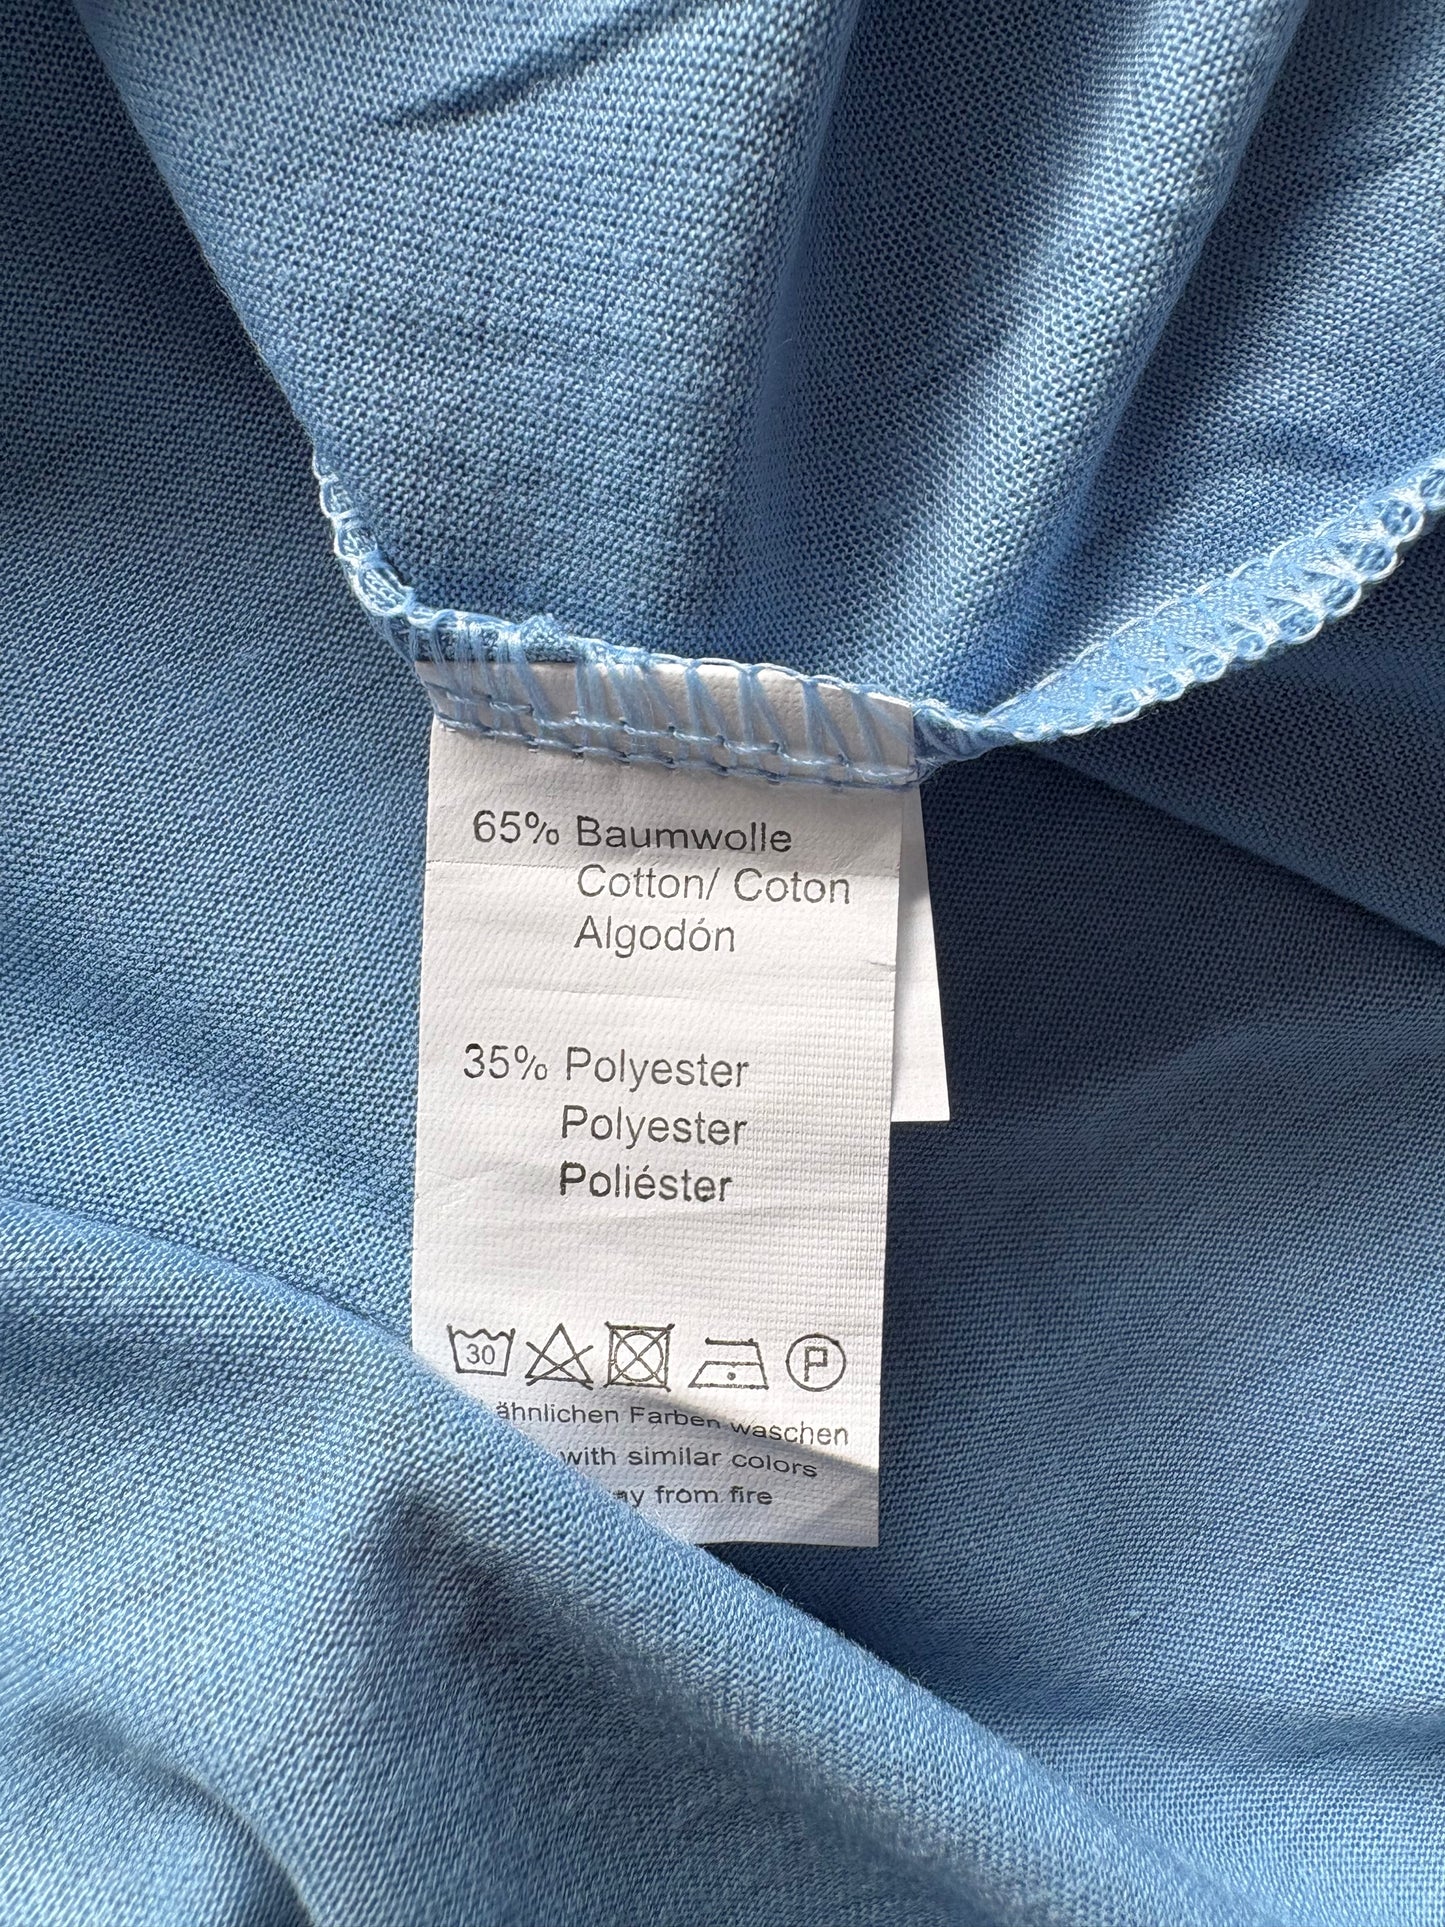 65% Baumwolle
Cotton/ Coton
Algodón
35% Polyester
Polyester
Poliéster
30 P
ähnlichen Farben waschen
with similar colors
from fire